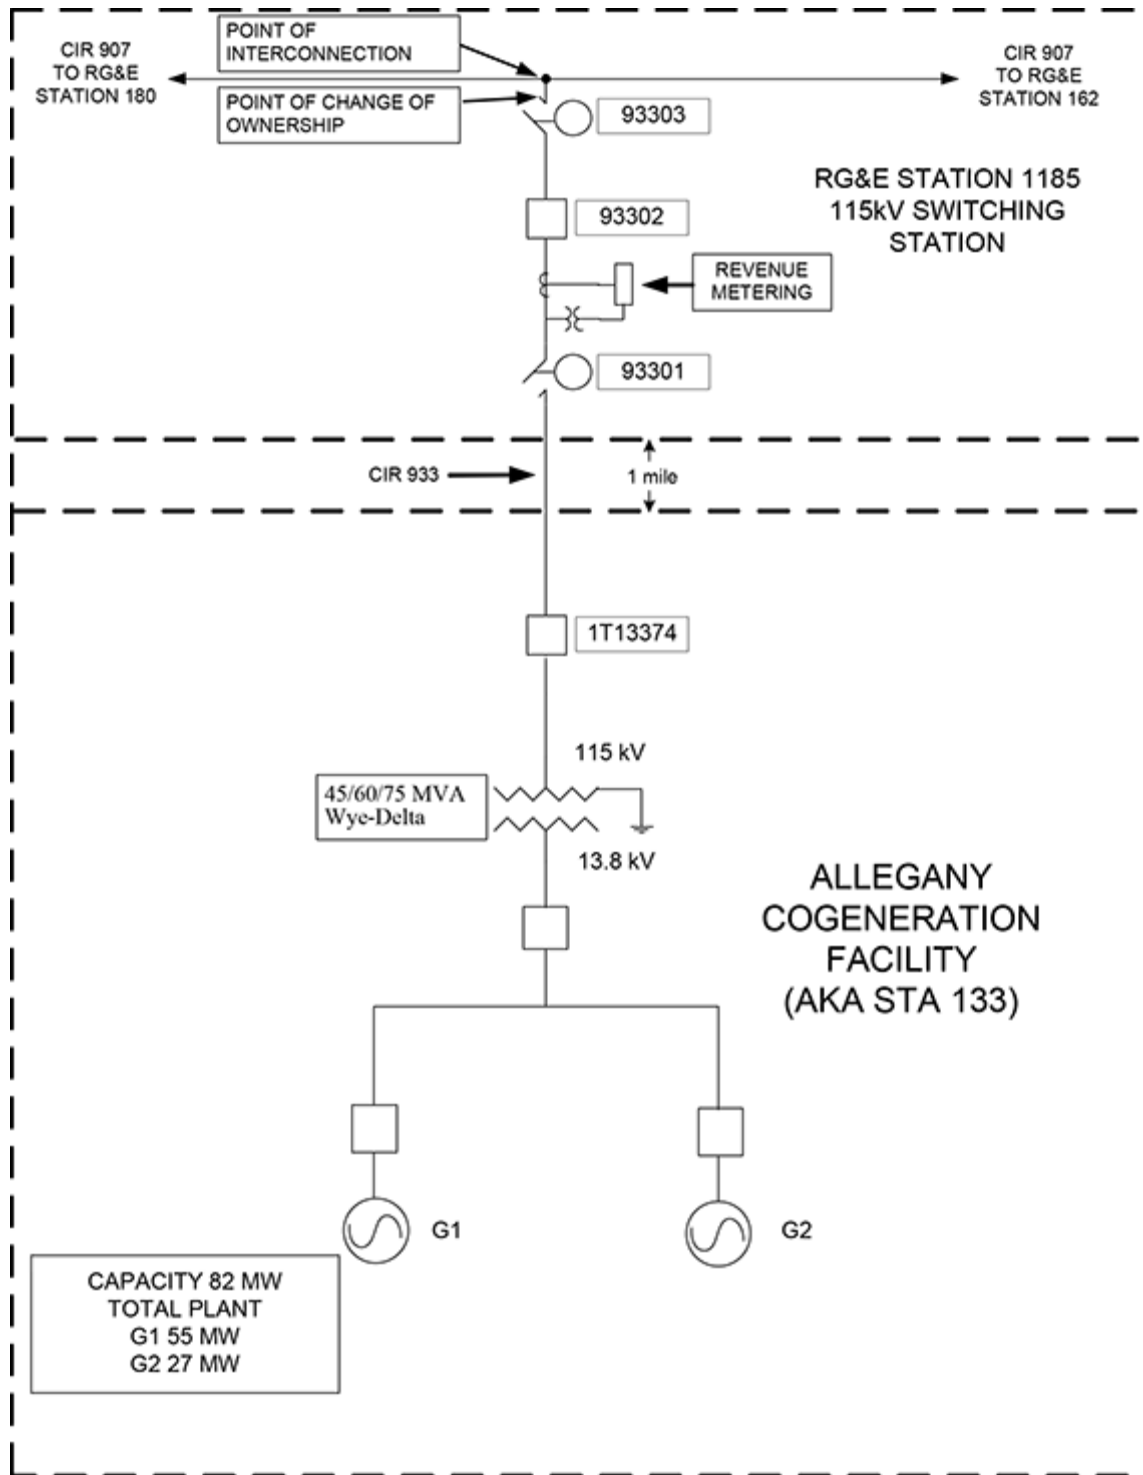 POINT OF
INTERCONNECTION
CIR 907
TO RG&E
STATION 180
CIR 907
TO RG&E
STATION 162
POINT OF CHANGE OF
OWNERSHIP
93303
RG&E STATION 1185
115kV SWITCHING
STATION
93302
REVENUE
METERING
93301
CIR 933
1 mile
1T13374
115 kV
45/60/75 MVA
Wye-Delta
13.8 kV
ALLEGANY
COGENERATION
FACILITY
(AKA STA 133)
G1
G2
CAPACITY 82 MW
TOTAL PLANT
G1 55 MW
G2 27 MW